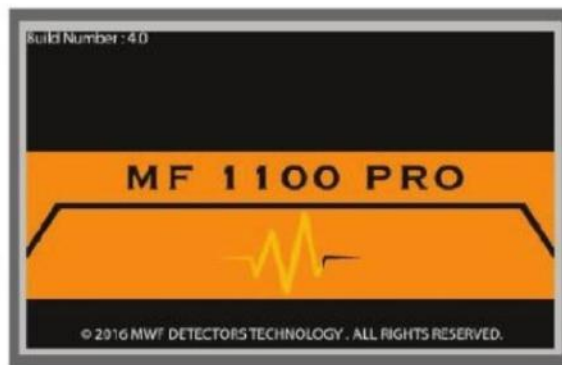 Build Number : 4.0
MF 1100 PRO
© 2016 MWF DETECTORS TECHNOLOGY . ALL RIGHTS RESERVED.